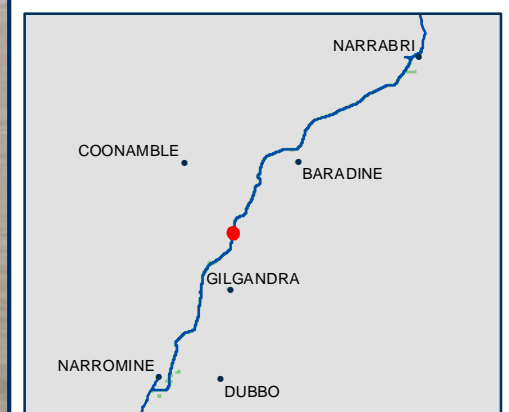 NARRABRI
COONAMBLE
BARADINE
GILGANDRA
NARROMINE
DUBBO